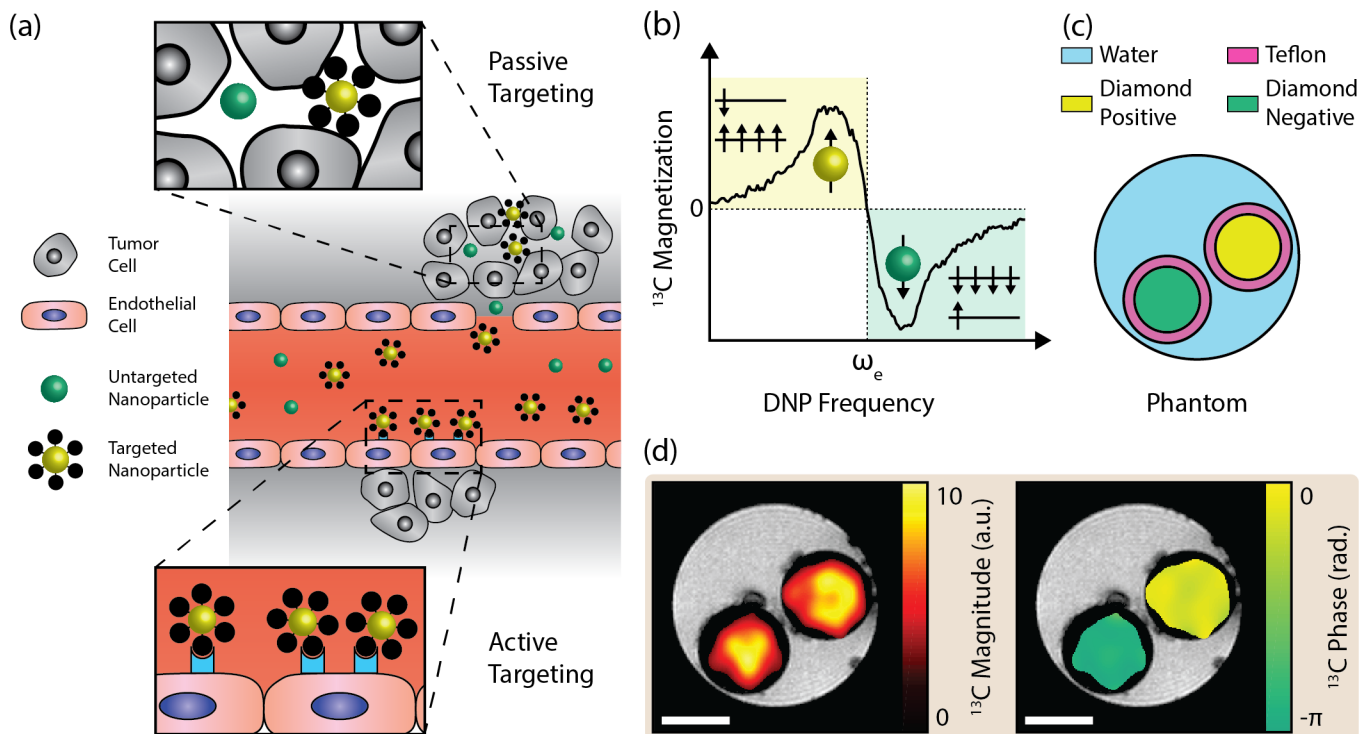 (a)
Passive
Targeting
Tumor
Cell
Endothelial
Cell
Untargeted
Nanoparticle
Targeted
Nanoparticle
Active
Targeting
(b)
¹³C Magnetization
0
ωe
DNP Frequency
(c)
Water
Teflon
Diamond
Positive
Diamond
Negative
Phantom
(d)
10
0
¹³C Magnitude (a.u.)
0
-π
¹³C Phase (rad.)